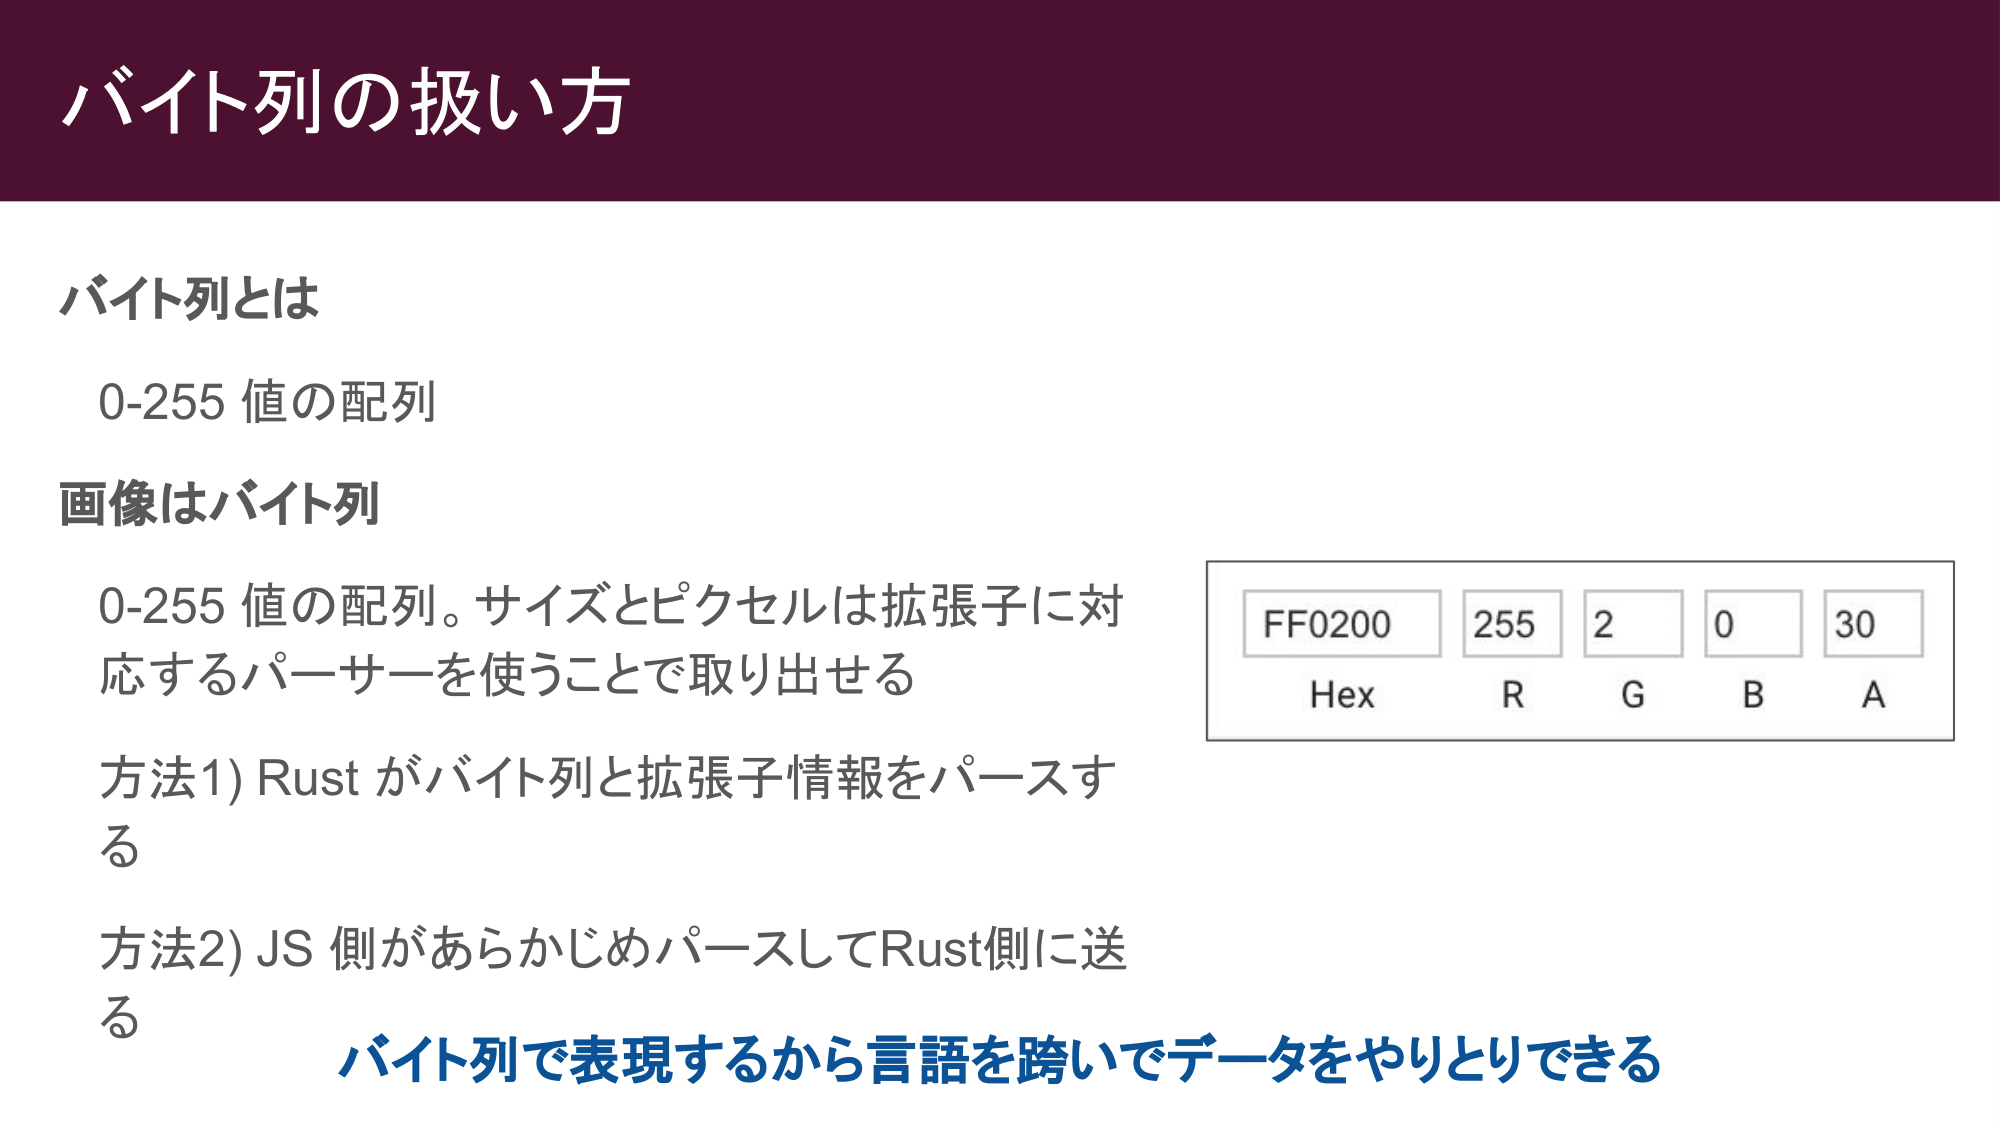 バイト列の扱い方
バイト列とは
0-255 値の配列
画像はバイト列
0-255 値の配列。サイズとピクセルは拡張子に対
応するパーサーを使うことで取り出せる
方法1) Rust がバイト列と拡張子情報をパースす
る
方法2) JS 側があらかじめパースしてRust側に送
る
FF0200 255 2 0 30
Hex R G B A
バイト列で表現するから言語を跨いでデータをやりとりできる